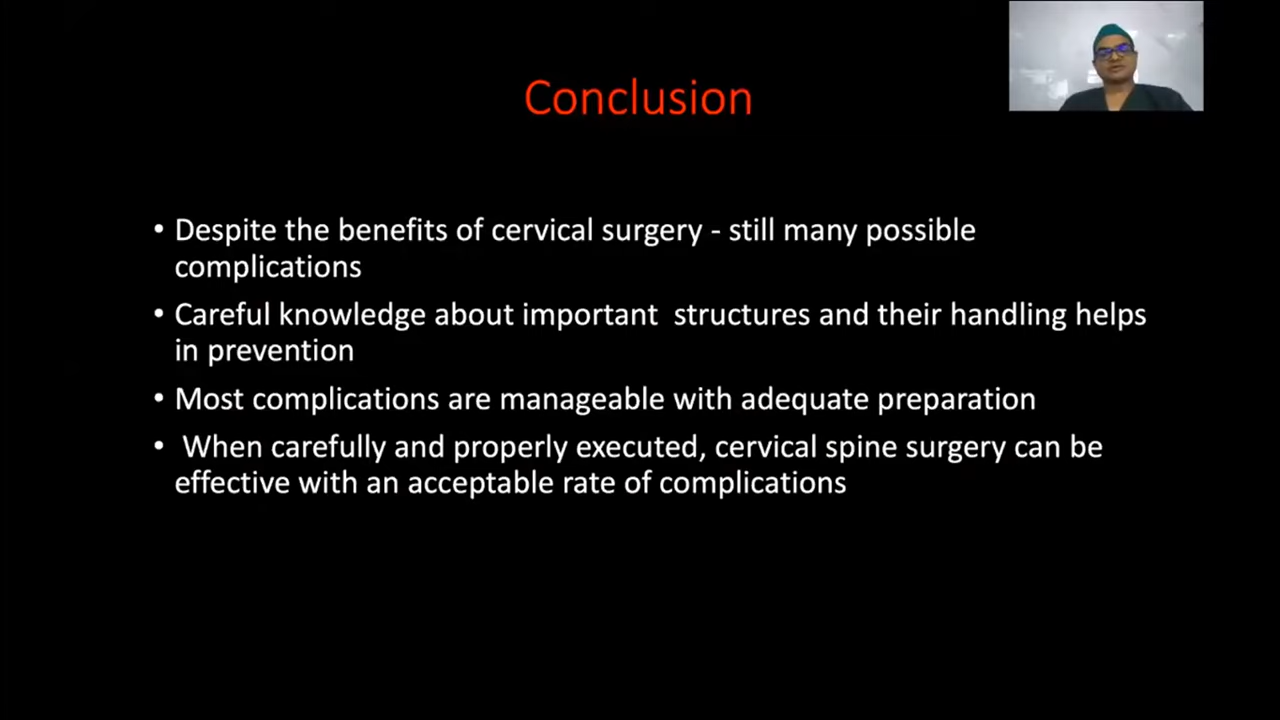 Conclusion
• Despite the benefits of cervical surgery - still many possible
complications
• Careful knowledge about important  structures and their handling helps
in prevention
• Most complications are manageable with adequate preparation
•  When carefully and properly executed, cervical spine surgery can be
effective with an acceptable rate of complications